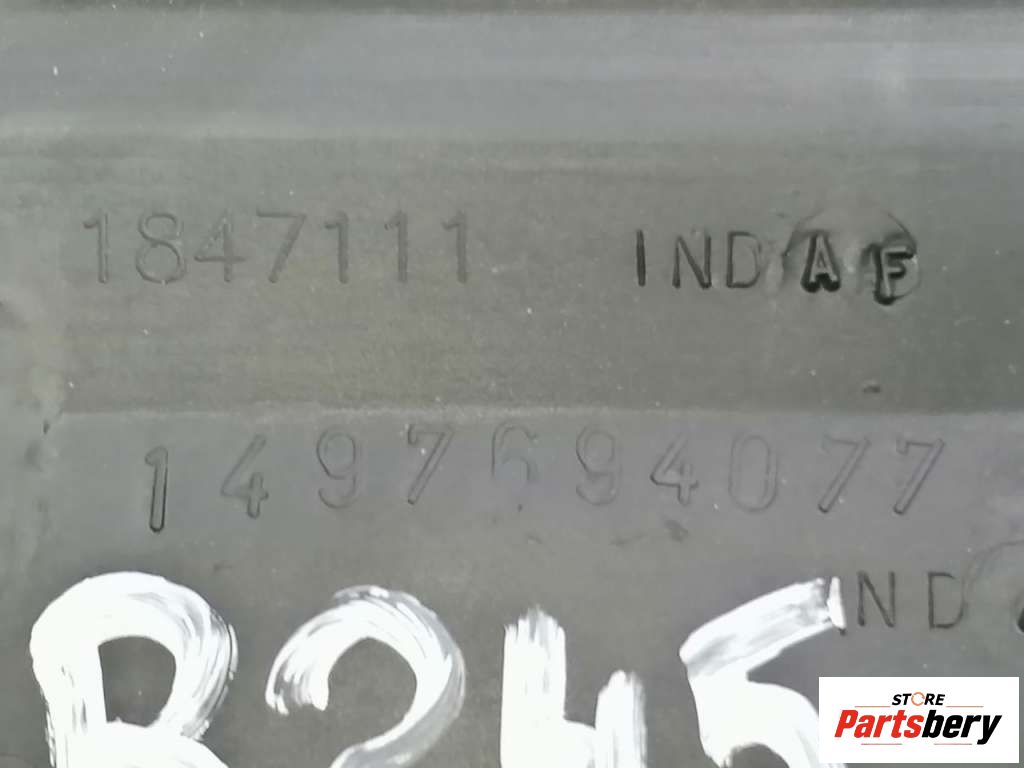 1847111 IND A F
1497694077
IND
B245
STORE
Partsbery